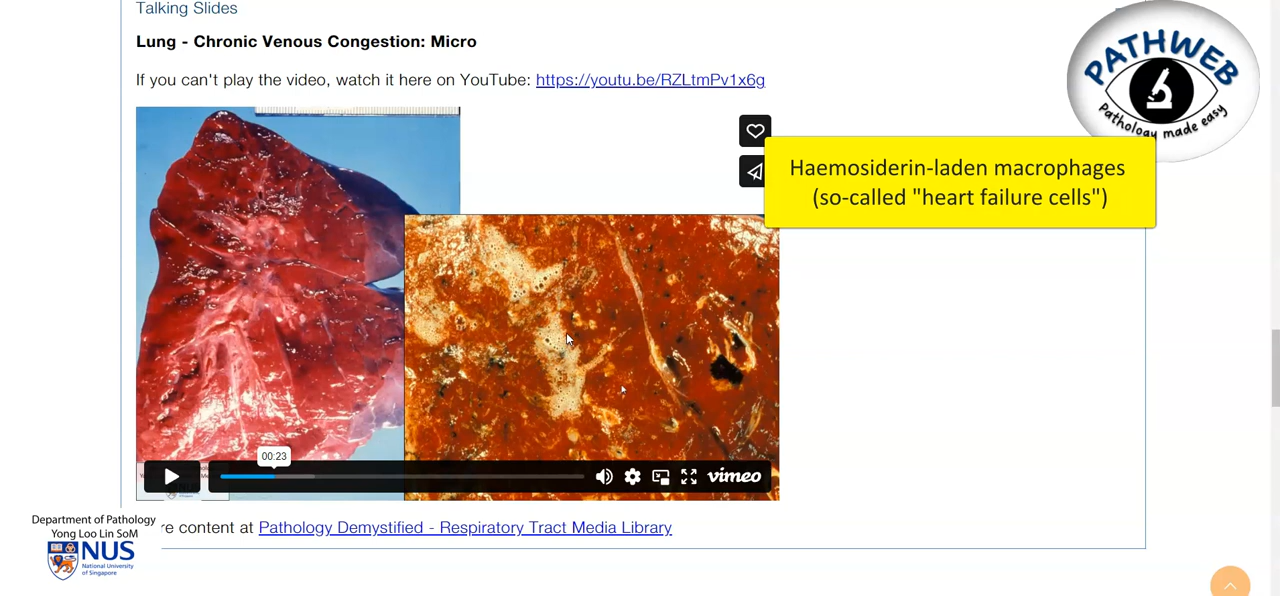 Talking Slides
Lung - Chronic Venous Congestion: Micro
If you can't play the video, watch it here on YouTube: https://youtu.be/RZLtmPv1x6g
PATHWEB
Pathology made easy
Haemosiderin-laden macrophages
(so-called "heart failure cells")
00:23
vimeo
re content at Pathology Demystified - Respiratory Tract Media Library
Department of Pathology
Yong Loo Lin SoM
NUS
National University
of Singapore